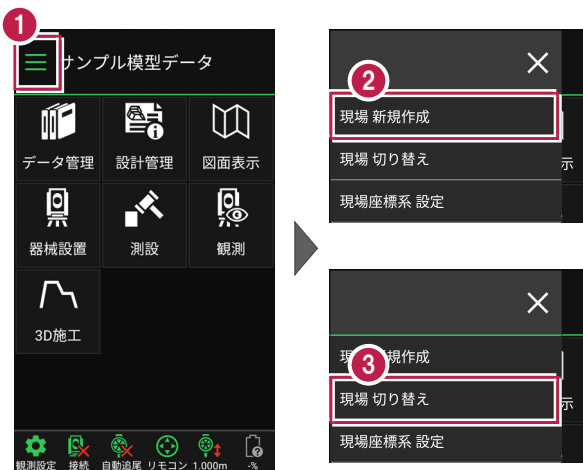 1
サンプル模型データ
データ管理
設計管理
図面表示
器械設置
測設
観測
3D施工
観測設定
接続
自動追尾
リモコン
1.000m
-%
2
現場 新規作成
現場 切り替え
示
現場座標系 設定
3
現 規作成
現場 切り替え
示
現場座標系 設定